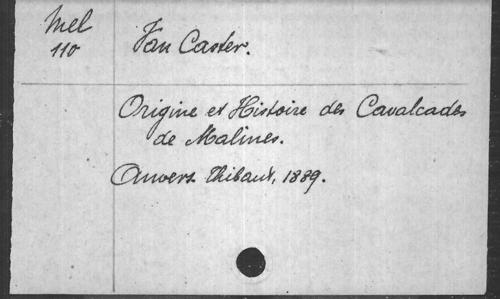 Mel
110
Van Caster.
Origine et Histoire des Cavalcades
de Malines.
Anvers Thibaut, 1889.